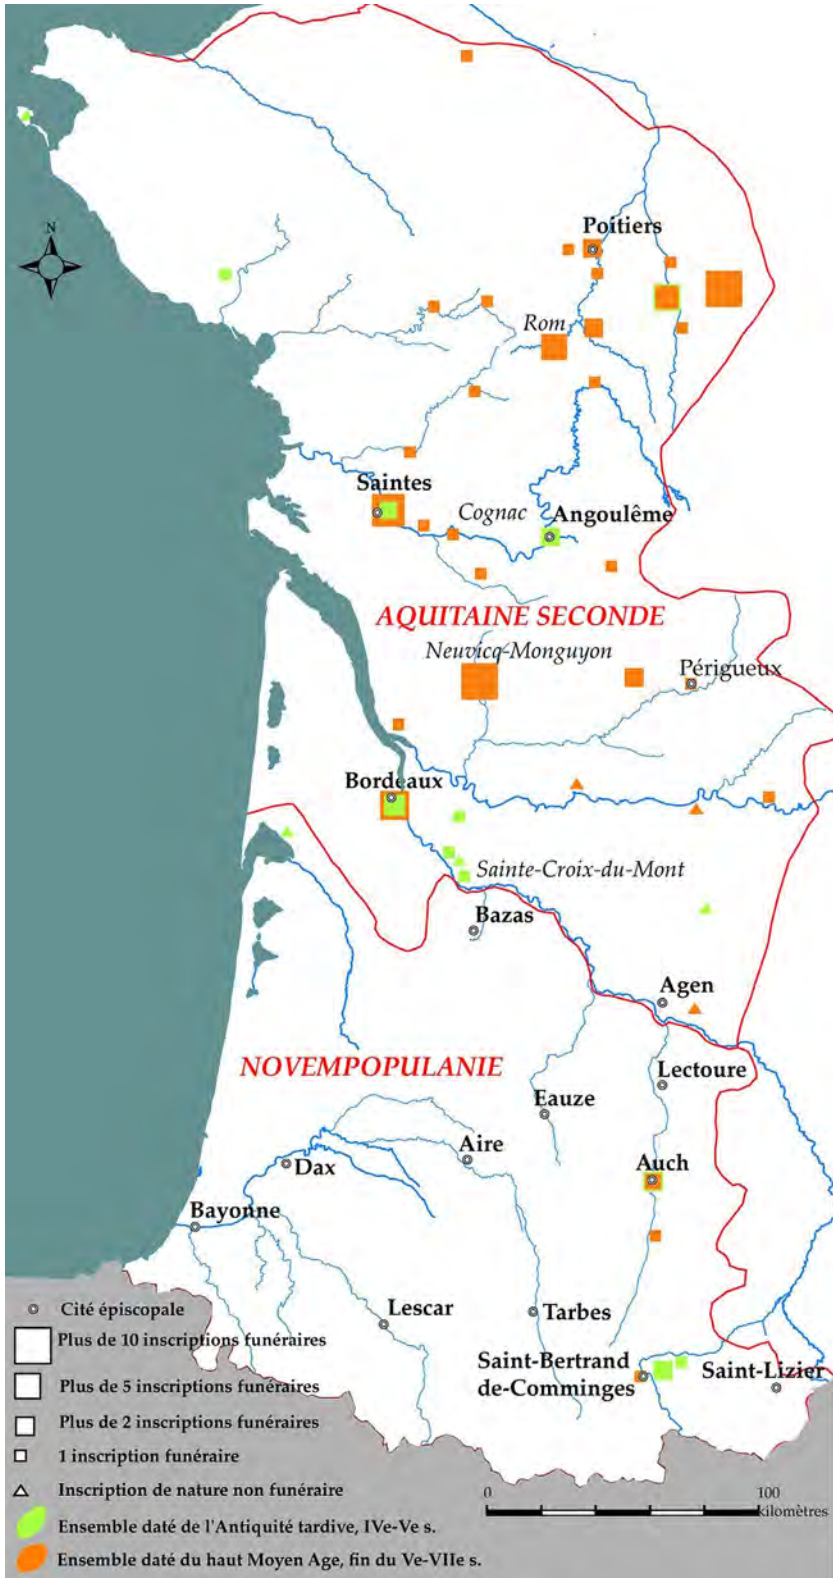 N
Poitiers
Rom
Saintes
Cognac
Angoulême
AQUITAINE SECONDE
Neuvicq-Monguyon
Périgueux
Bordeaux
Sainte-Croix-du-Mont
Bazas
Agen
NOVEMPOPULANIE
Lectoure
Eauze
Aire
Auch
Dax
Bayonne
Lescar
Tarbes
Saint-Bertrand
de-Comminges
Saint-Lizier
Cité épiscopale
Plus de 10 inscriptions funéraires
Plus de 5 inscriptions funéraires
Plus de 2 inscriptions funéraires
1 inscription funéraire
Inscription de nature non funéraire
Ensemble daté de l'Antiquité tardive, IVe-Ve s.
Ensemble daté du haut Moyen Age, fin du Ve-VIIe s.
0 100
kilomètres